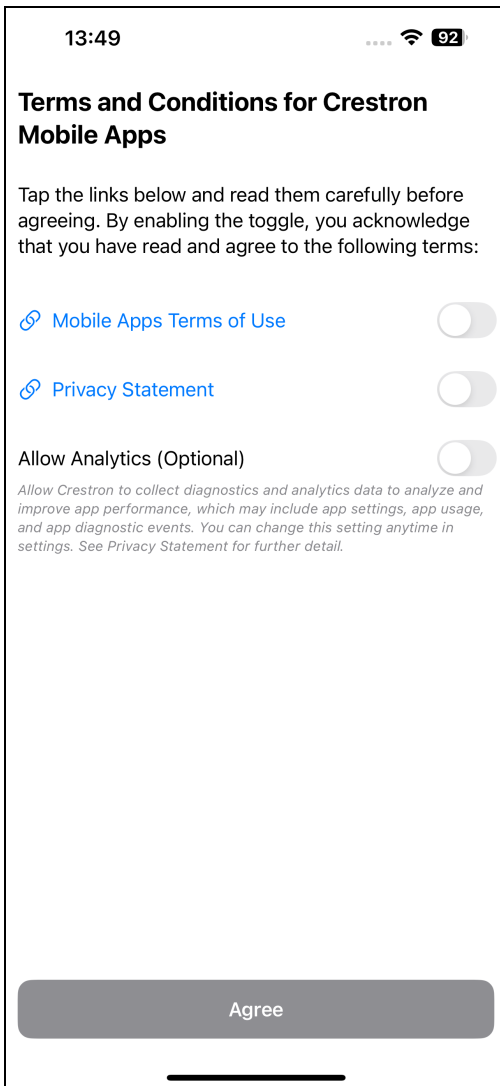 13:49
92
Terms and Conditions for Crestron
Mobile Apps
Tap the links below and read them carefully before
agreeing. By enabling the toggle, you acknowledge
that you have read and agree to the following terms:
Mobile Apps Terms of Use
Privacy Statement
Allow Analytics (Optional)
Allow Crestron to collect diagnostics and analytics data to analyze and
improve app performance, which may include app settings, app usage,
and app diagnostic events. You can change this setting anytime in
settings. See Privacy Statement for further detail.
Agree